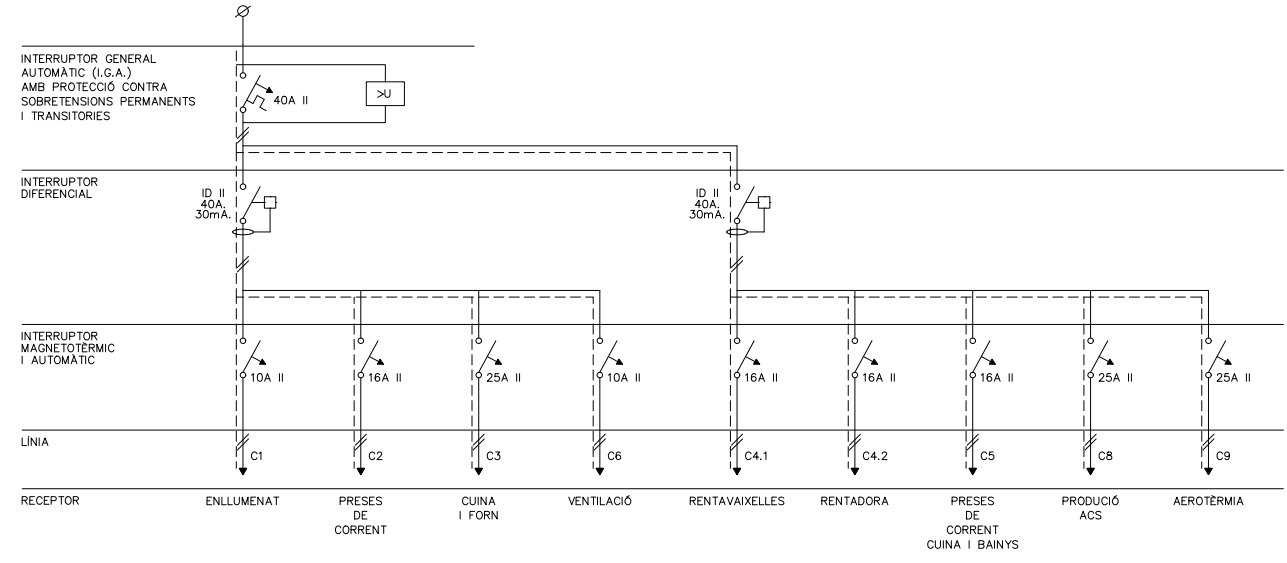 INTERRUPTOR GENERAL
AUTOMÀTIC (I.G.A.)
AMB PROTECCIÓ CONTRA
SOBRETENSIONS PERMANENTS
I TRANSITORIES
40A II
>U
INTERRUPTOR
DIFERENCIAL
ID II
40A.
30mA.
ID II
40A.
30mA.
INTERRUPTOR
MAGNETOTÈRMIC
I AUTOMÀTIC
10A II
16A II
25A II
10A II
16A II
16A II
16A II
25A II
25A II
LÍNIA
C1
C2
C3
C6
C4.1
C4.2
C5
C8
C9
RECEPTOR
ENLLUMENAT
PRESES
DE
CORRENT
CUINA
I FORN
VENTILACIÓ
RENTAVAIXELLES
RENTADORA
PRESES
DE
CORRENT
CUINA I BAINYS
PRODUCIÓ
ACS
AEROTÈRMIA